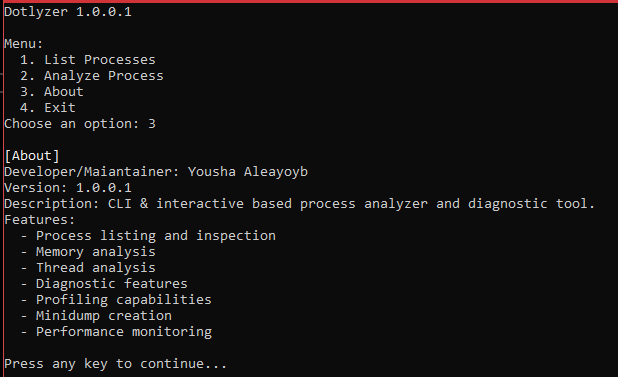 Dotlyzer 1.0.0.1
Menu:
1. List Processes
2. Analyze Process
3. About
4. Exit
Choose an option: 3
[About]
Developer/Maiantainer: Yousha Aleayoyb
Version: 1.0.0.1
Description: CLI & interactive based process analyzer and diagnostic tool.
Features:
- Process listing and inspection
- Memory analysis
- Thread analysis
- Diagnostic features
- Profiling capabilities
- Minidump creation
- Performance monitoring
Press any key to continue...